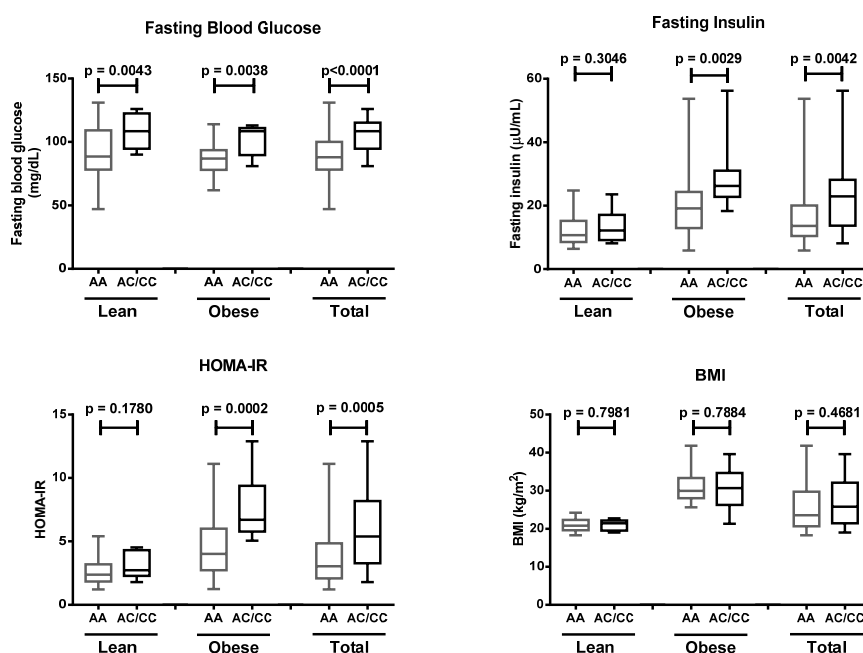 Fasting Blood Glucose
p = 0.0043 p = 0.0038 p<0.0001
150
100
50
0
Fasting blood glucose
(mg/dL)
AA AC/CC AA AC/CC AA AC/CC
Lean Obese Total
Fasting Insulin
p = 0.3046 p = 0.0029 p = 0.0042
60
40
20
0
Fasting insulin (µU/mL)
AA AC/CC AA AC/CC AA AC/CC
Lean Obese Total
HOMA-IR
p = 0.1780 p = 0.0002 p = 0.0005
15
10
5
0
HOMA-IR
AA AC/CC AA AC/CC AA AC/CC
Lean Obese Total
BMI
p = 0.7981 p = 0.7884 p = 0.4681
50
40
30
20
10
0
BMI (kg/m²)
AA AC/CC AA AC/CC AA AC/CC
Lean Obese Total